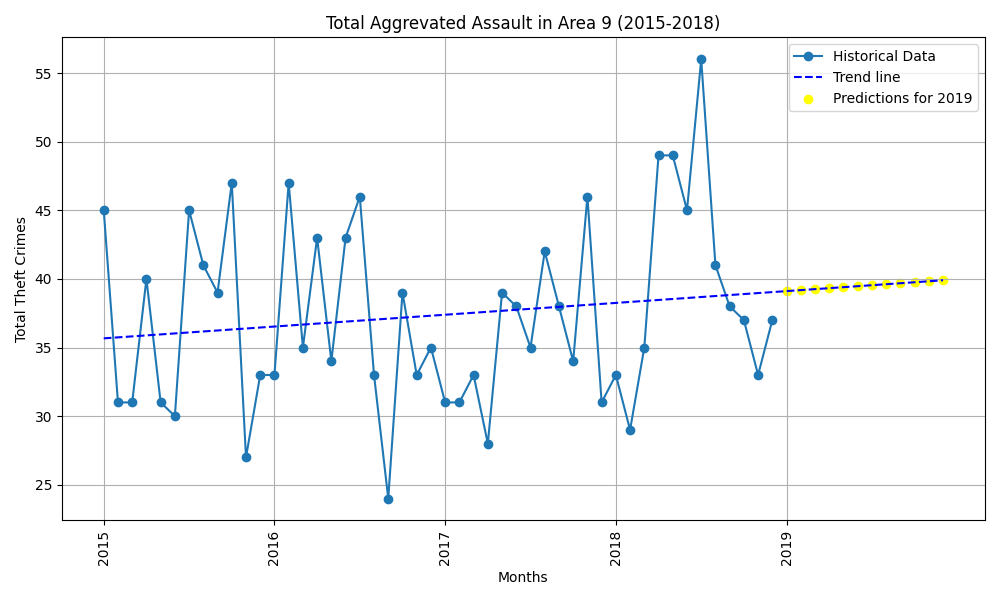 Total Aggrevated Assault in Area 9 (2015-2018)
Historical Data
Trend line
Predictions for 2019
Total Theft Crimes
55
50
45
40
35
30
25
2015
2016
2017
2018
2019
Months